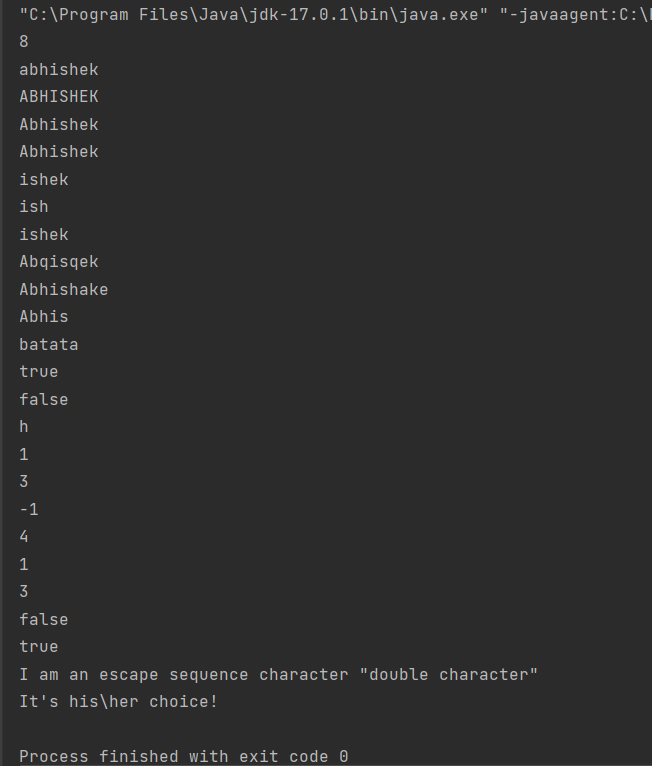 "C:\Program Files\Java\jdk-17.0.1\bin\java.exe" "-javaagent:C:\
8
abhishek
ABHISHEK
Abhishek
Abhishek
ishek
ish
ishek
Abqisqek
Abhishake
Abhis
batata
true
false
h
1
3
-1
4
1
3
false
true
I am an escape sequence character "double character"
It's his\her choice!
Process finished with exit code 0